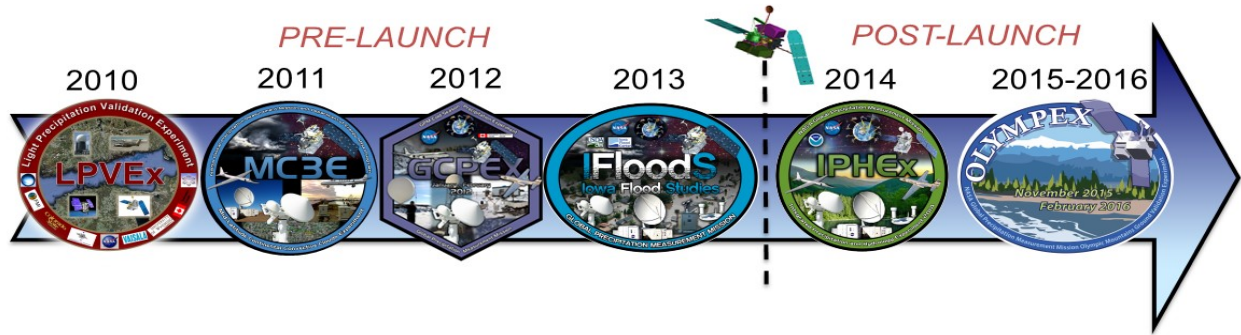 PRE-LAUNCH
POST-LAUNCH
2010
2011
2012
2013
2014
2015-2016
Light Precipitation Validation Experiment
LPVEx
VAISALA
MC3E
GCPEx
NASA
IFloodS
Iowa Flood Studies
GLOBAL PRECIPITATION MEASUREMENT MISSION
IPHEx
OLYMPEX
November 2015
February 2016
NASA Global Precipitation Measurement Mission Olympic Mountains Ground Validation Experiment